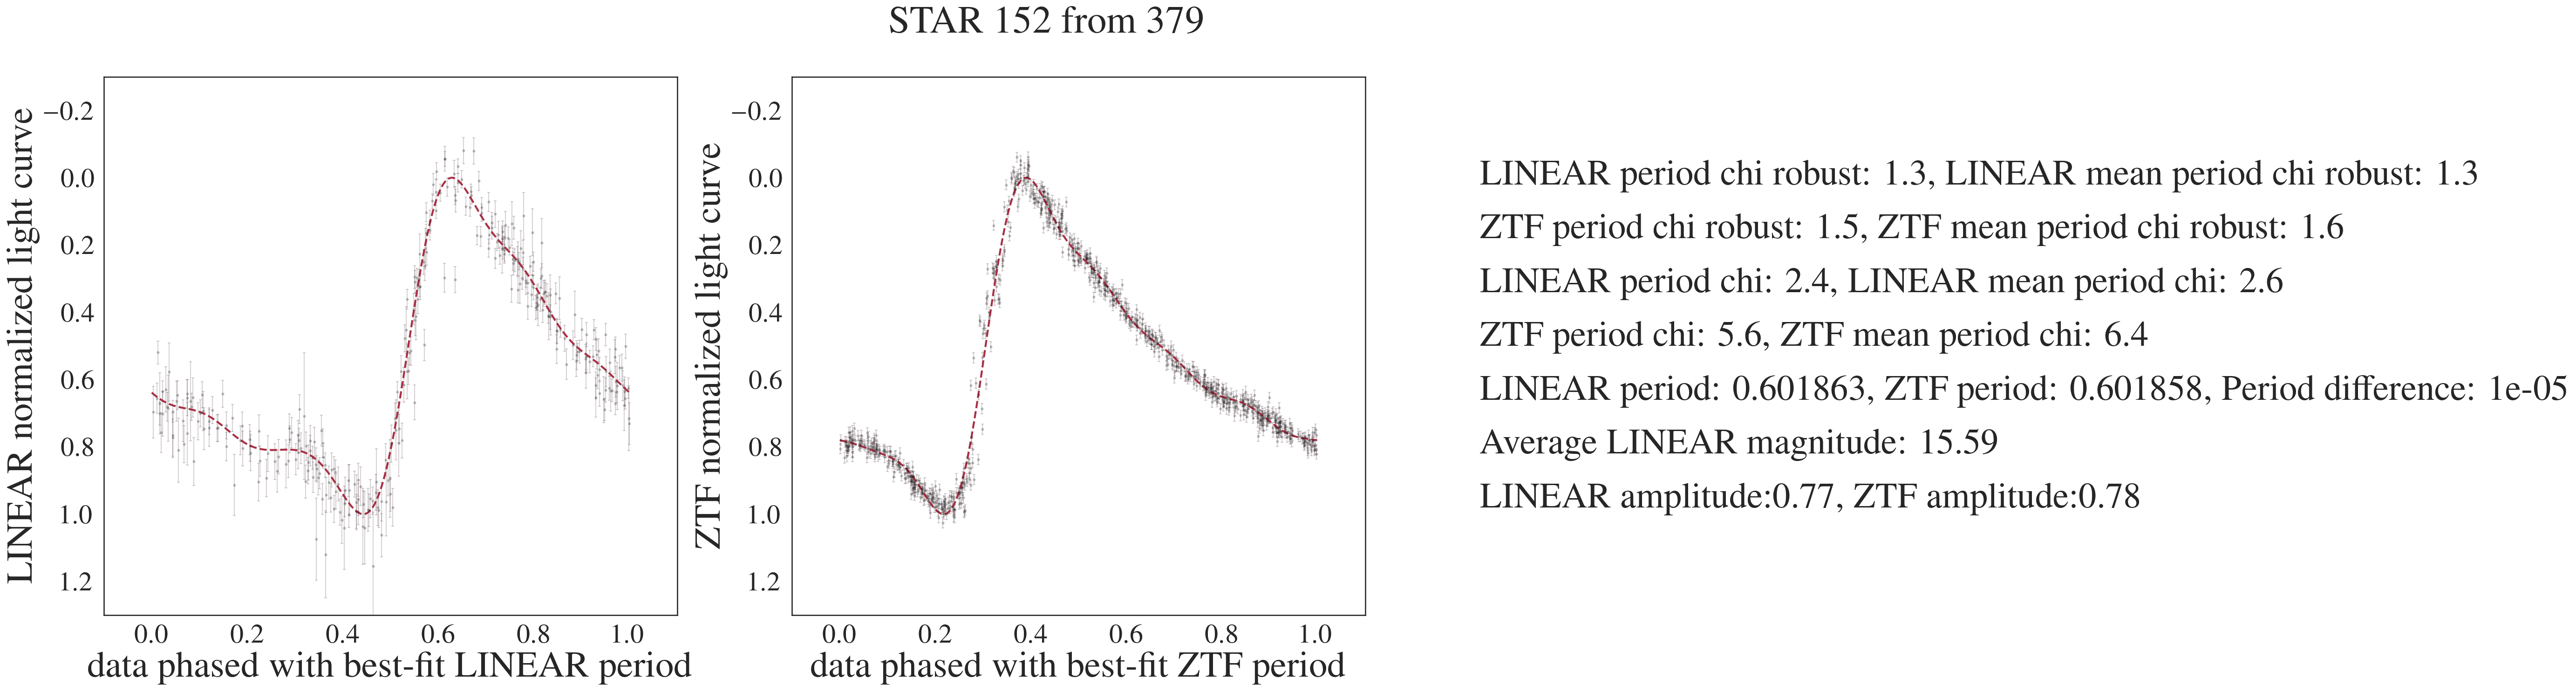 STAR 152 from 379
LINEAR normalized light curve
−0.2
0.0
0.2
0.4
0.6
0.8
1.0
1.2
0.0 0.2 0.4 0.6 0.8 1.0
data phased with best-fit LINEAR period
ZTF normalized light curve
−0.2
0.0
0.2
0.4
0.6
0.8
1.0
1.2
0.0 0.2 0.4 0.6 0.8 1.0
data phased with best-fit ZTF period
LINEAR period chi robust: 1.3, LINEAR mean period chi robust: 1.3
ZTF period chi robust: 1.5, ZTF mean period chi robust: 1.6
LINEAR period chi: 2.4, LINEAR mean period chi: 2.6
ZTF period chi: 5.6, ZTF mean period chi: 6.4
LINEAR period: 0.601863, ZTF period: 0.601858, Period difference: 1e-05
Average LINEAR magnitude: 15.59
LINEAR amplitude:0.77, ZTF amplitude:0.78